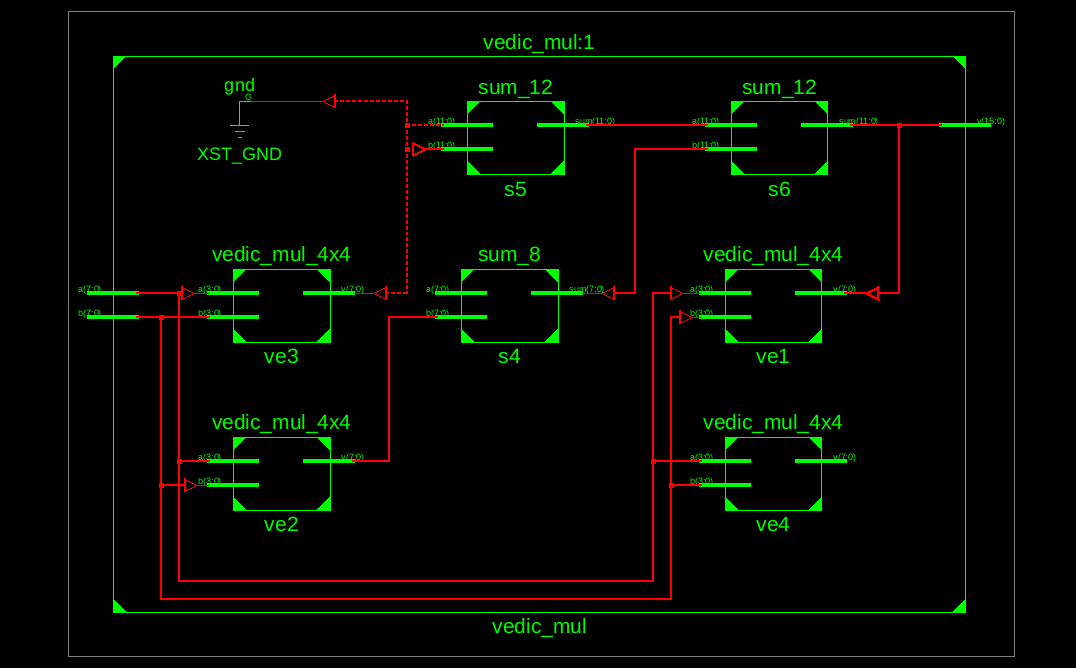 vedic_mul:1
gnd
G
XST_GND
sum_12
a(11:0)
b(11:0)
sum(11:0)
s5
sum_12
a(11:0)
b(11:0)
sum(11:0)
s6
y(15:0)
a(7:0)
b(7:0)
vedic_mul_4x4
a(3:0)
b(3:0)
y(7:0)
ve3
sum_8
a(7:0)
b(7:0)
sum(7:0)
s4
vedic_mul_4x4
a(3:0)
b(3:0)
y(7:0)
ve1
vedic_mul_4x4
a(3:0)
b(3:0)
y(7:0)
ve2
vedic_mul_4x4
a(3:0)
b(3:0)
y(7:0)
ve4
vedic_mul